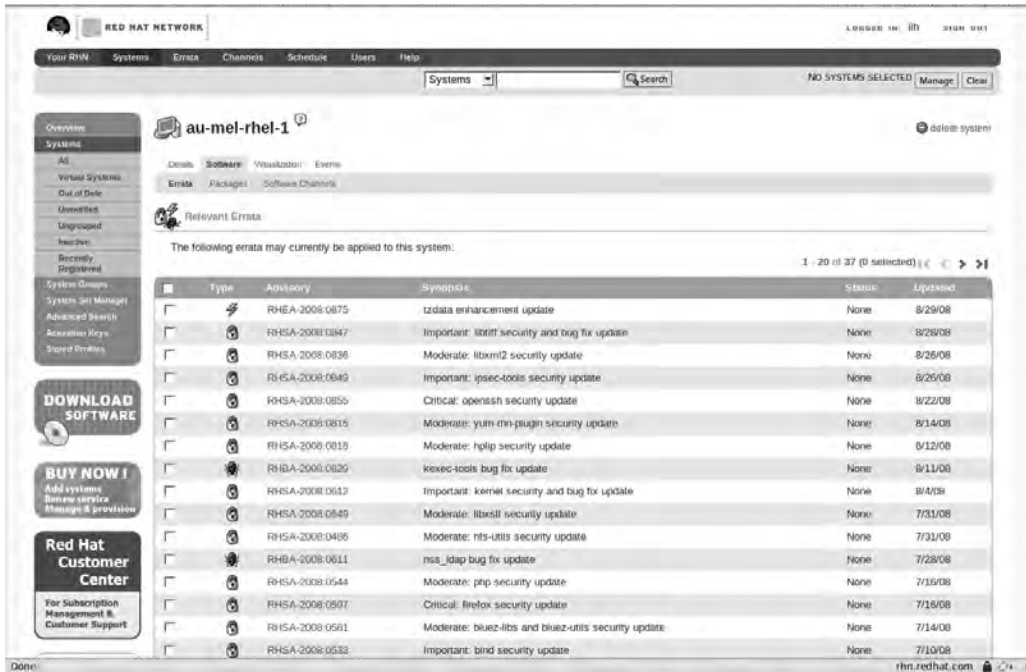 RED HAT NETWORK
LOGGED IN: SIGN OUT
Your RHN Systems Errata Channels Schedule Users Help
Systems Search NO SYSTEMS SELECTED Manage Clear
au-mel-rhel-1
delete system
Overview
Systems
All
Virtual Systems
Out of Date
Unentitled
Ungrouped
Inactive
Recently
Registered
System Groups
System Set Manager
Advanced Search
Activation Keys
Stored Profiles
DOWNLOAD
SOFTWARE
BUY NOW !
Add systems
Renew service
Manage & provision
Red Hat
Customer
Center
For Subscription
Management &
Customer Support
Details Software Virtualization Events
Errata Packages Software Channels
Relevant Errata
The following errata may currently be applied to this system.
1 - 20 of 37 (0 selected)
Type Advisory Synopsis Status Updated
RHEA-2008:0875 tzdata enhancement update None 8/29/08
RHSA-2008:0847 Important: libtiff security and bug fix update None 8/28/08
RHSA-2008:0836 Moderate: libxml2 security update None 8/26/08
RHSA-2008:0849 Important: ipsec-tools security update None 8/26/08
RHSA-2008:0855 Critical: openssh security update None 8/22/08
RHSA-2008:0815 Moderate: yum-rhn-plugin security update None 8/14/08
RHSA-2008:0818 Moderate: hplip security update None 8/12/08
RHBA-2008:0829 kexec-tools bug fix update None 8/11/08
RHSA-2008:0612 Important: kernel security and bug fix update None 8/4/08
RHSA-2008:0649 Moderate: libxslt security update None 7/31/08
RHSA-2008:0486 Moderate: nfs-utils security update None 7/31/08
RHBA-2008:0611 nss_ldap bug fix update None 7/28/08
RHSA-2008:0544 Moderate: php security update None 7/16/08
RHSA-2008:0597 Critical: firefox security update None 7/16/08
RHSA-2008:0581 Moderate: bluez-libs and bluez-utils security update None 7/14/08
RHSA-2008:0533 Important: bind security update None 7/10/08
Done rhn.redhat.com